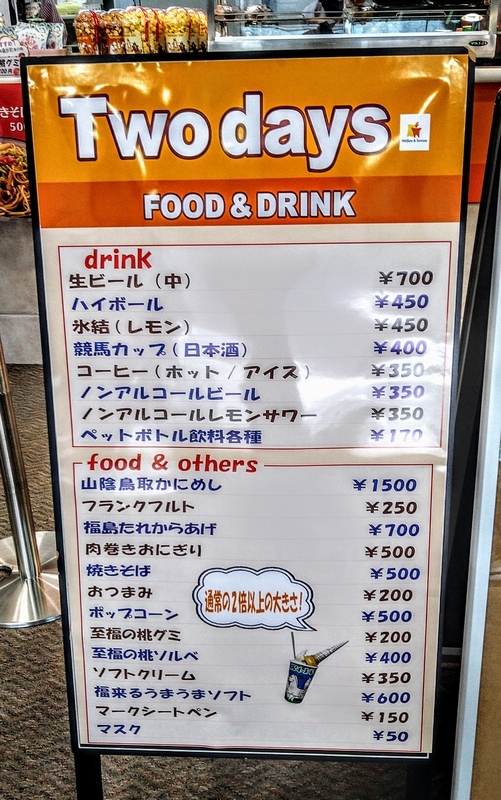 Two days
FOOD & DRINK
drink
生ビール(中) ¥700
ハイボール ¥450
氷結(レモン) ¥450
競馬カップ(日本酒) ¥400
コーヒー(ホット / アイス) ¥350
ノンアルコールビール ¥350
ノンアルコールレモンサワー ¥350
ペットボトル飲料各種 ¥170
food & others
山陰鳥取かにめし ¥1500
フランクフルト ¥250
福島たれからあげ ¥700
肉巻きおにぎり ¥500
焼きそば ¥500
おつまみ ¥200
通常の2倍以上の大きさ!
ポップコーン ¥500
至福の桃グミ ¥200
至福の桃ソルベ ¥400
ソフトクリーム ¥350
福来るうまうまソフト ¥600
マークシートペン ¥150
マスク ¥50